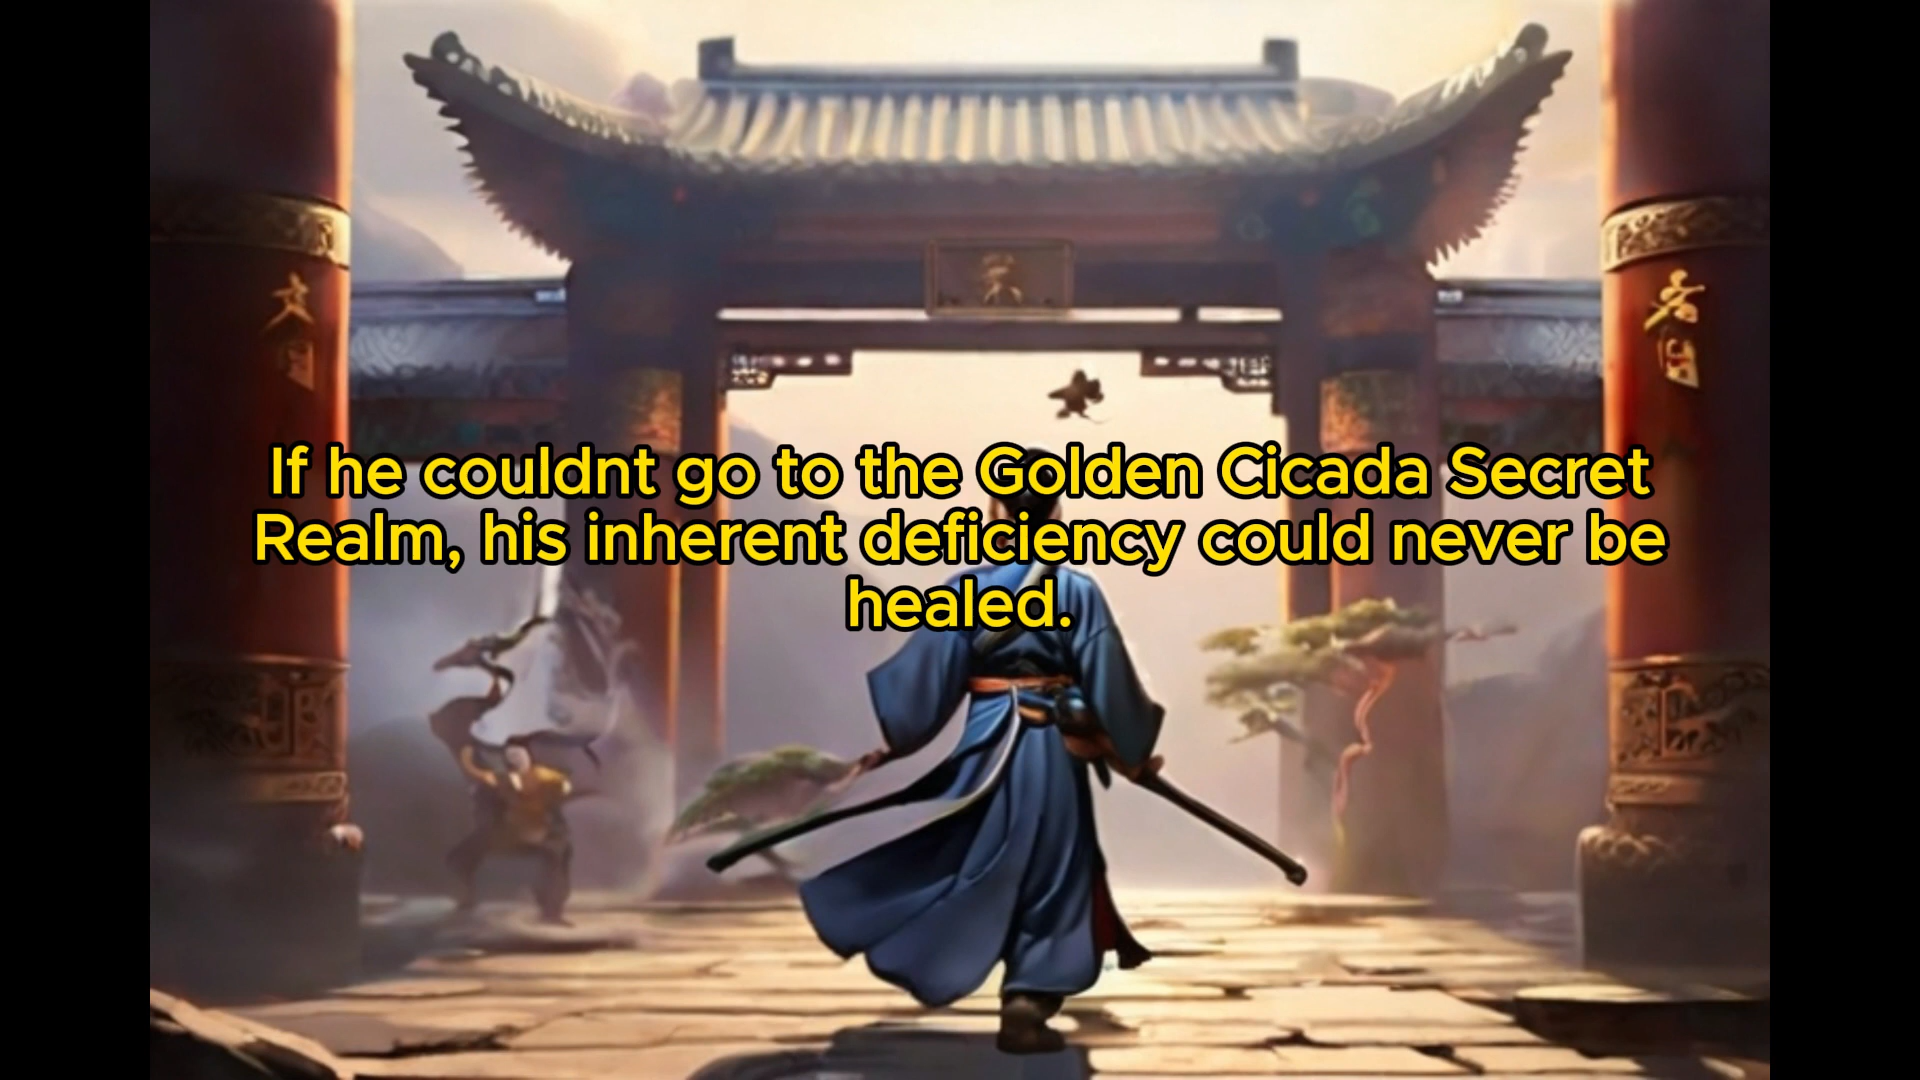 If he couldnt go to the Golden Cicada Secret
Realm, his inherent deficiency could never be
healed.